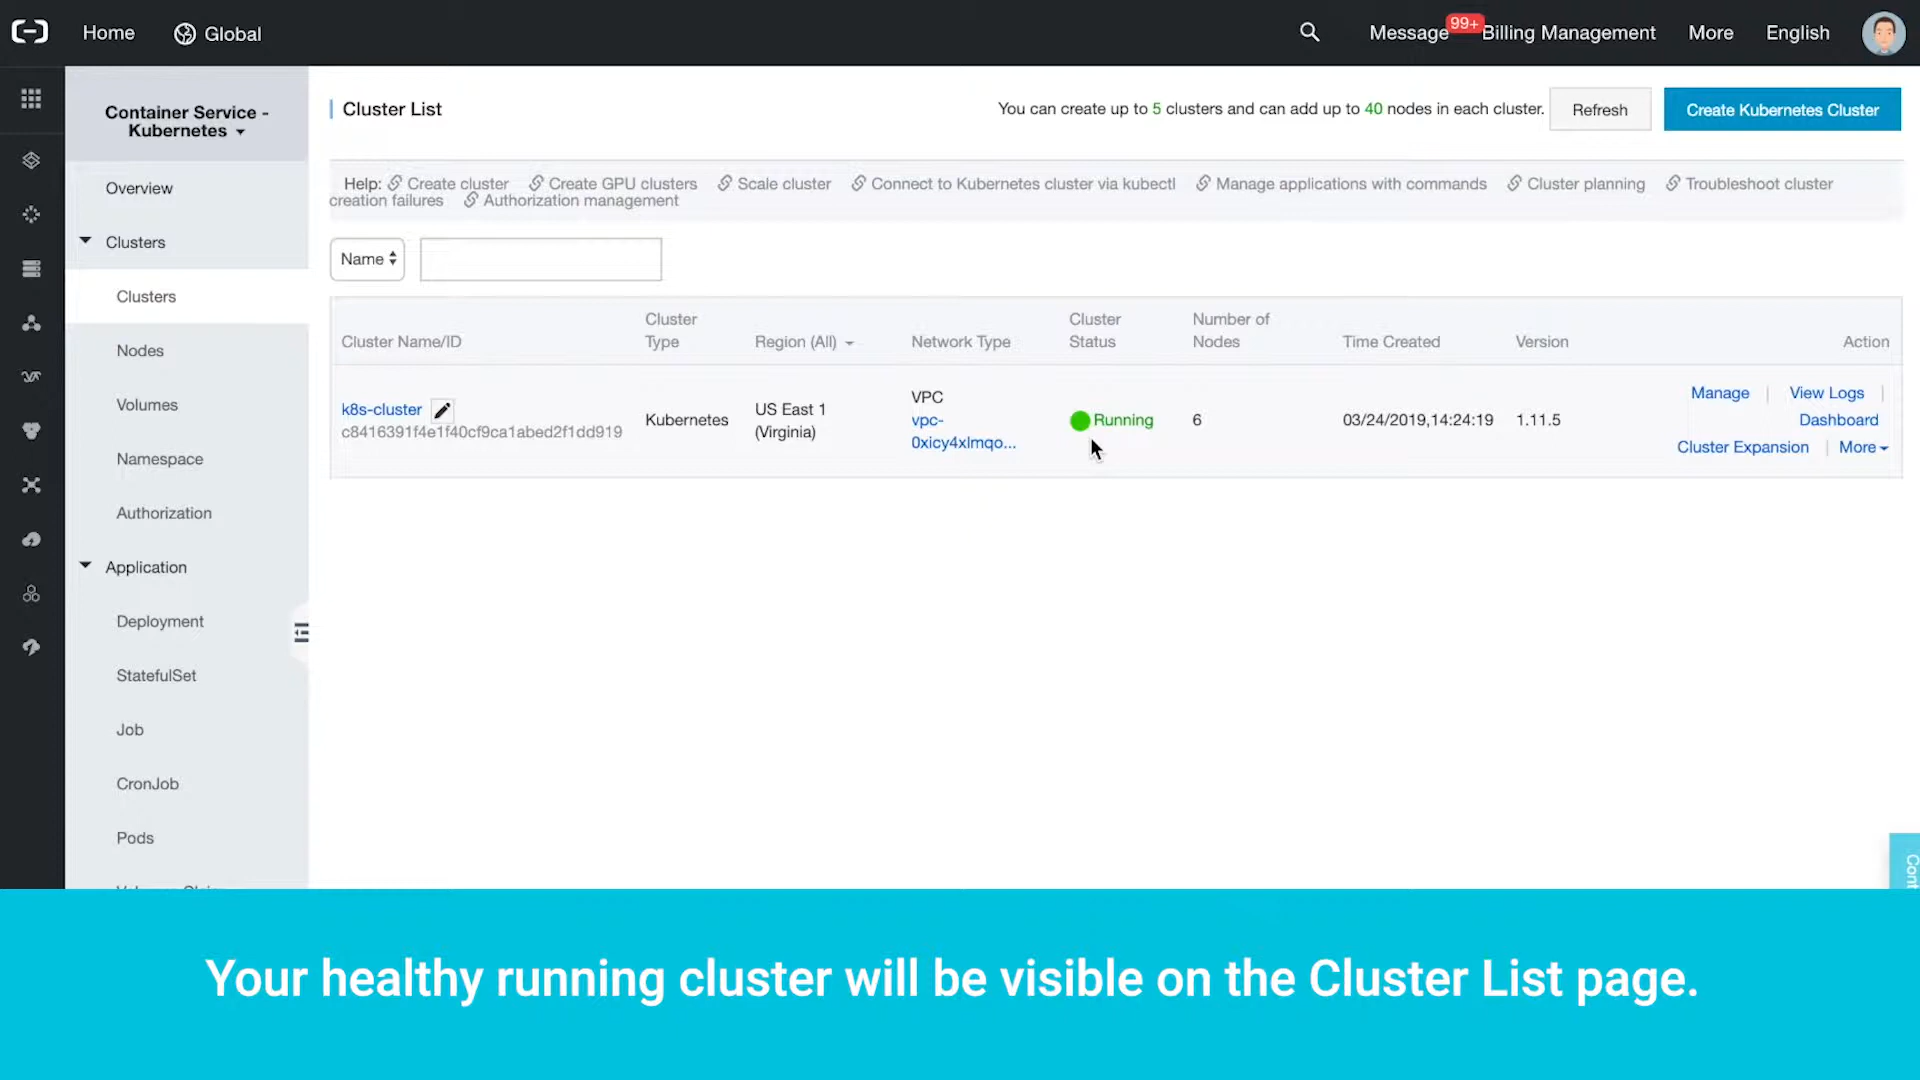 Home
Global
Message
99+
Billing Management
More
English
Container Service -
Kubernetes
Overview
Clusters
Clusters
Nodes
Volumes
Namespace
Authorization
Application
Deployment
StatefulSet
Job
CronJob
Pods
Cluster List
You can create up to 5 clusters and can add up to 40 nodes in each cluster.
Refresh
Create Kubernetes Cluster
Help: Create cluster Create GPU clusters Scale cluster Connect to Kubernetes cluster via kubectl Manage applications with commands Cluster planning Troubleshoot cluster
creation failures Authorization management
Name
Cluster Name/ID
Cluster
Type
Region (All)
Network Type
Cluster
Status
Number of
Nodes
Time Created
Version
Action
k8s-cluster
c8416391f4e1f40cf9ca1abed2f1dd919
Kubernetes
US East 1
(Virginia)
VPC
vpc-
0xicy4xlmqo...
Running
6
03/24/2019,14:24:19
1.11.5
Manage | View Logs |
Dashboard
Cluster Expansion | More
Your healthy running cluster will be visible on the Cluster List page.